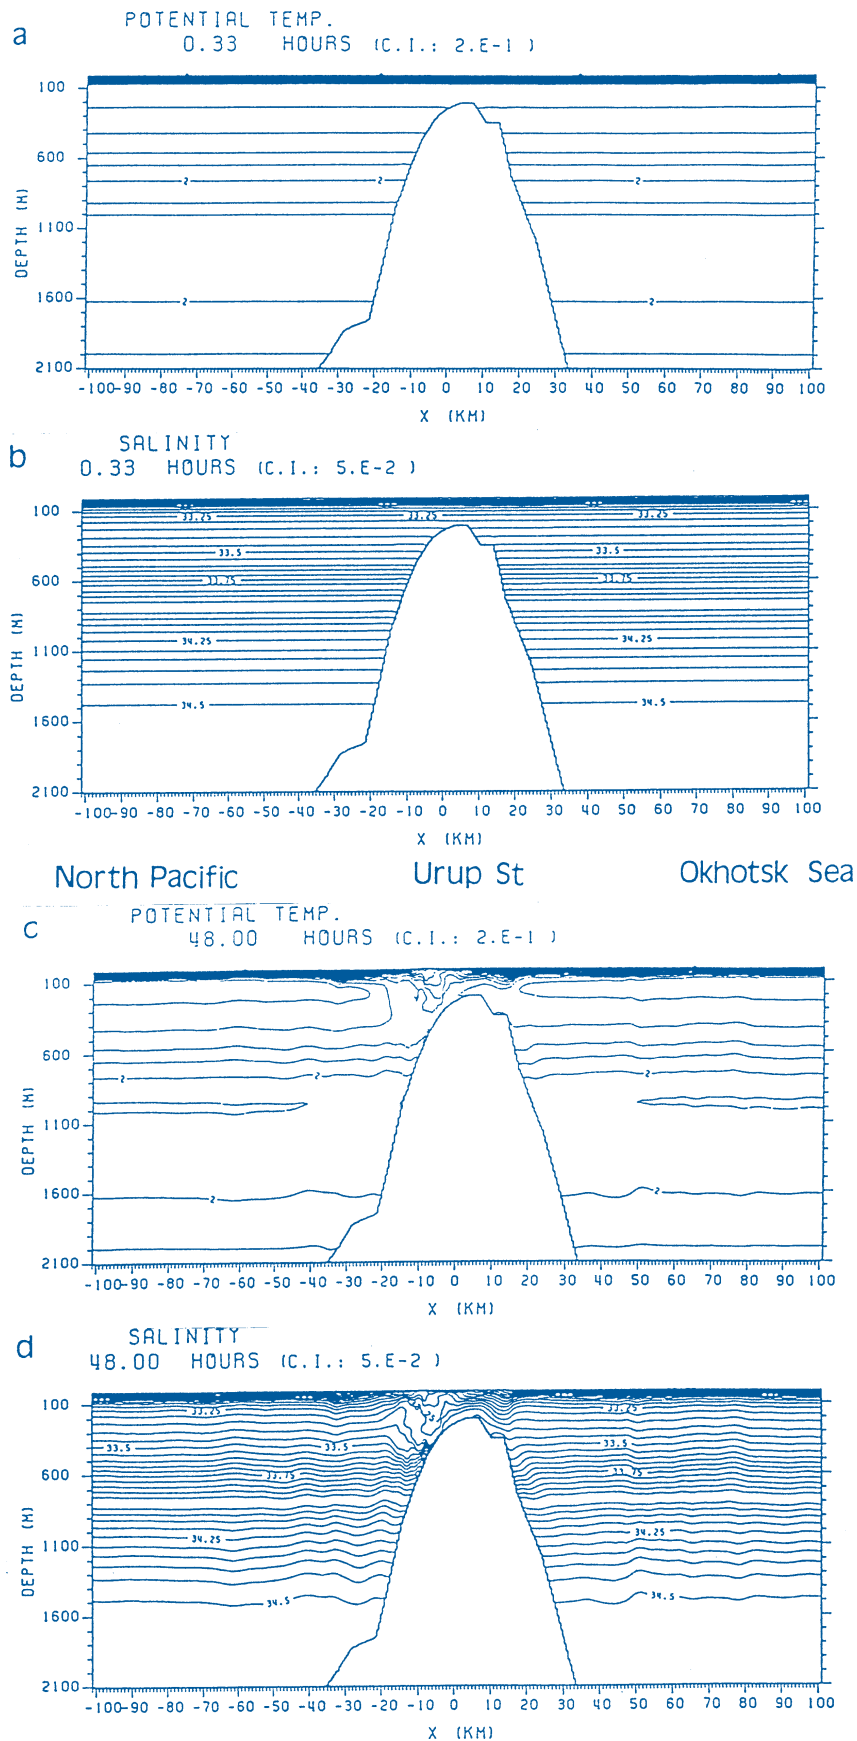 a
POTENTIAL TEMP.
0.33 HOURS (C.I.: 2.E-1 )
100
600
2 2 2
1100
1600
2 2
2100
DEPTH (M)
-100 -90 -80 -70 -60 -50 -40 -30 -20 -10 0 10 20 30 40 50 60 70 80 90 100
X (KM)
b
SALINITY
0.33 HOURS (C.I.: 5.E-2 )
100
33.25 33.25 33.25
33.5 33.5
600
33.75 33.75
34.25 34.25
1100
34.5 34.5
1600
2100
DEPTH (M)
-100 -90 -80 -70 -60 -50 -40 -30 -20 -10 0 10 20 30 40 50 60 70 80 90 100
X (KM)
North Pacific Urup St Okhotsk Sea
c
POTENTIAL TEMP.
48.00 HOURS (C.I.: 2.E-1 )
100
600
2 2 2
1100
1600
2 2
2100
DEPTH (M)
-100 -90 -80 -70 -60 -50 -40 -30 -20 -10 0 10 20 30 40 50 60 70 80 90 100
X (KM)
d
SALINITY
48.00 HOURS (C.I.: 5.E-2 )
100
33.25 33.25
33.5 33.5 33.5
600
33.75 33.75
34.25 34.25
1100
34.5 34.5
1600
2100
DEPTH (M)
-100 -90 -80 -70 -60 -50 -40 -30 -20 -10 0 10 20 30 40 50 60 70 80 90 100
X (KM)